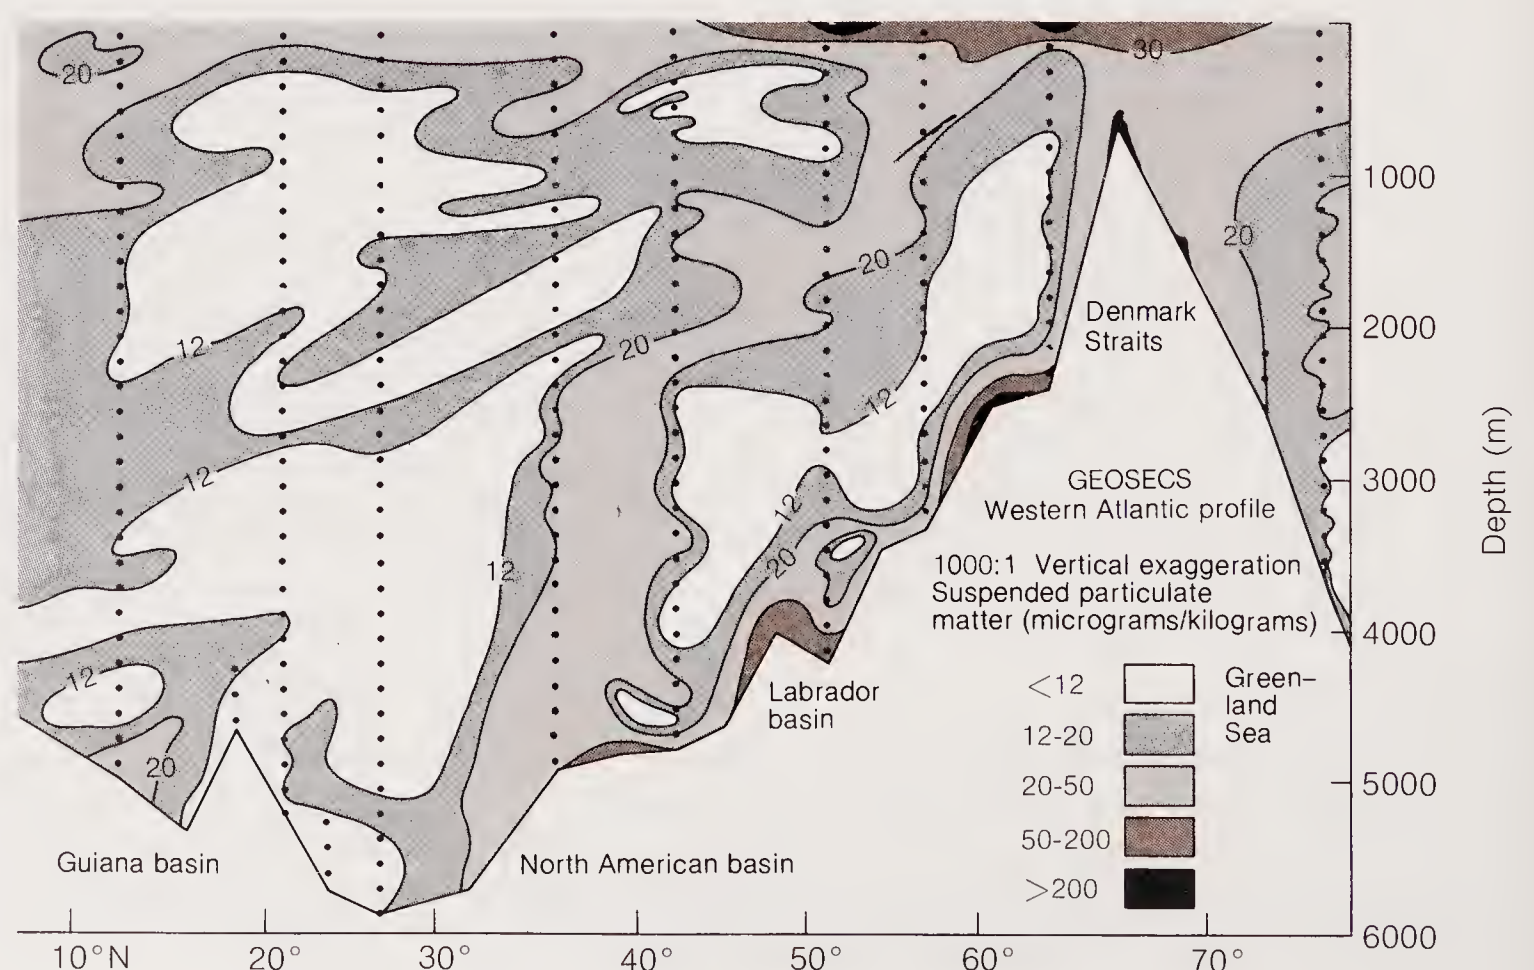 20
30
1000
20
20
Denmark
Straits
2000
12
20
12
GEOSECS
Western Atlantic profile
3000
12
12
20
12
1000:1 Vertical exaggeration
Suspended particulate
matter (micrograms/kilograms)
4000
12
Labrador
basin
<12
12-20
20-50
50-200
>200
Green-
land
Sea
20
5000
Guiana basin
North American basin
6000
10°N
20°
30°
40°
50°
60°
70°
Depth (m)